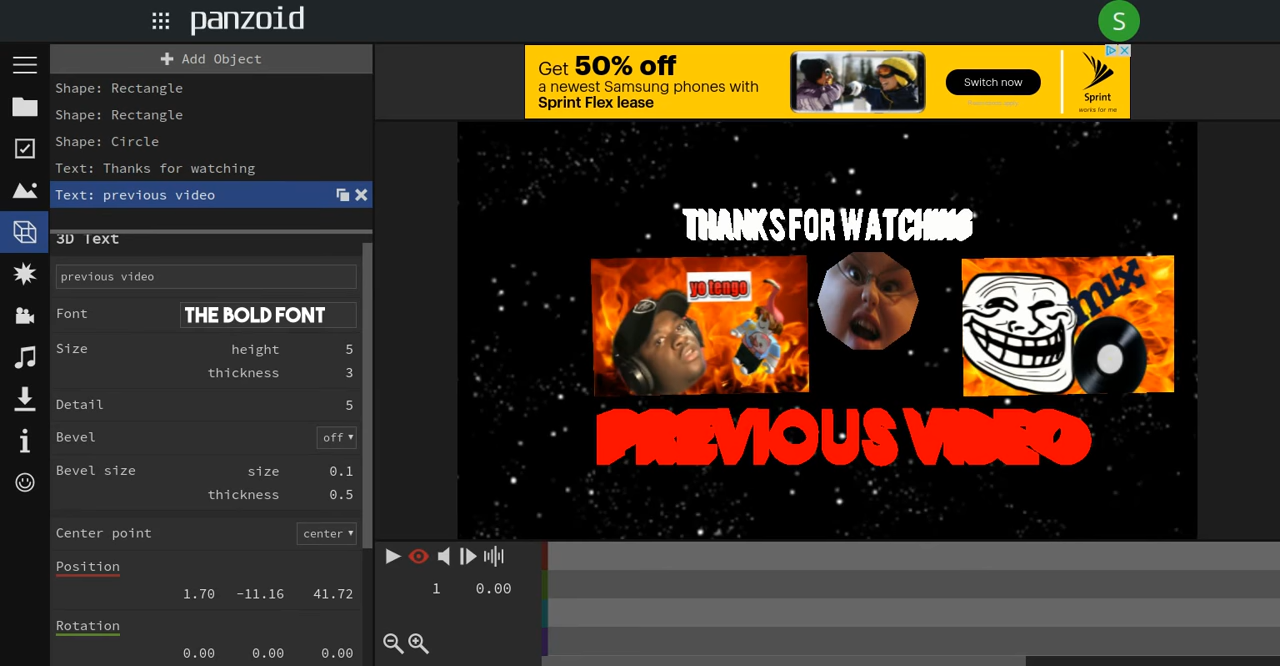 panzoid
S
Add Object
Shape: Rectangle
Shape: Rectangle
Shape: Circle
Text: Thanks for watching
Text: previous video
3D Text
previous video
Font THE BOLD FONT
Size height 5
thickness 3
Detail 5
Bevel off
Bevel size size 0.1
thickness 0.5
Center point center
Position
1.70 -11.16 41.72
Rotation
0.00 0.00 0.00
Get 50% off
a newest Samsung phones with
Sprint Flex lease
Switch now
Sprint
works for me
THANKS FOR WATCHING
yo tengo
mix
PREVIOUS VIDEO
1 0.00